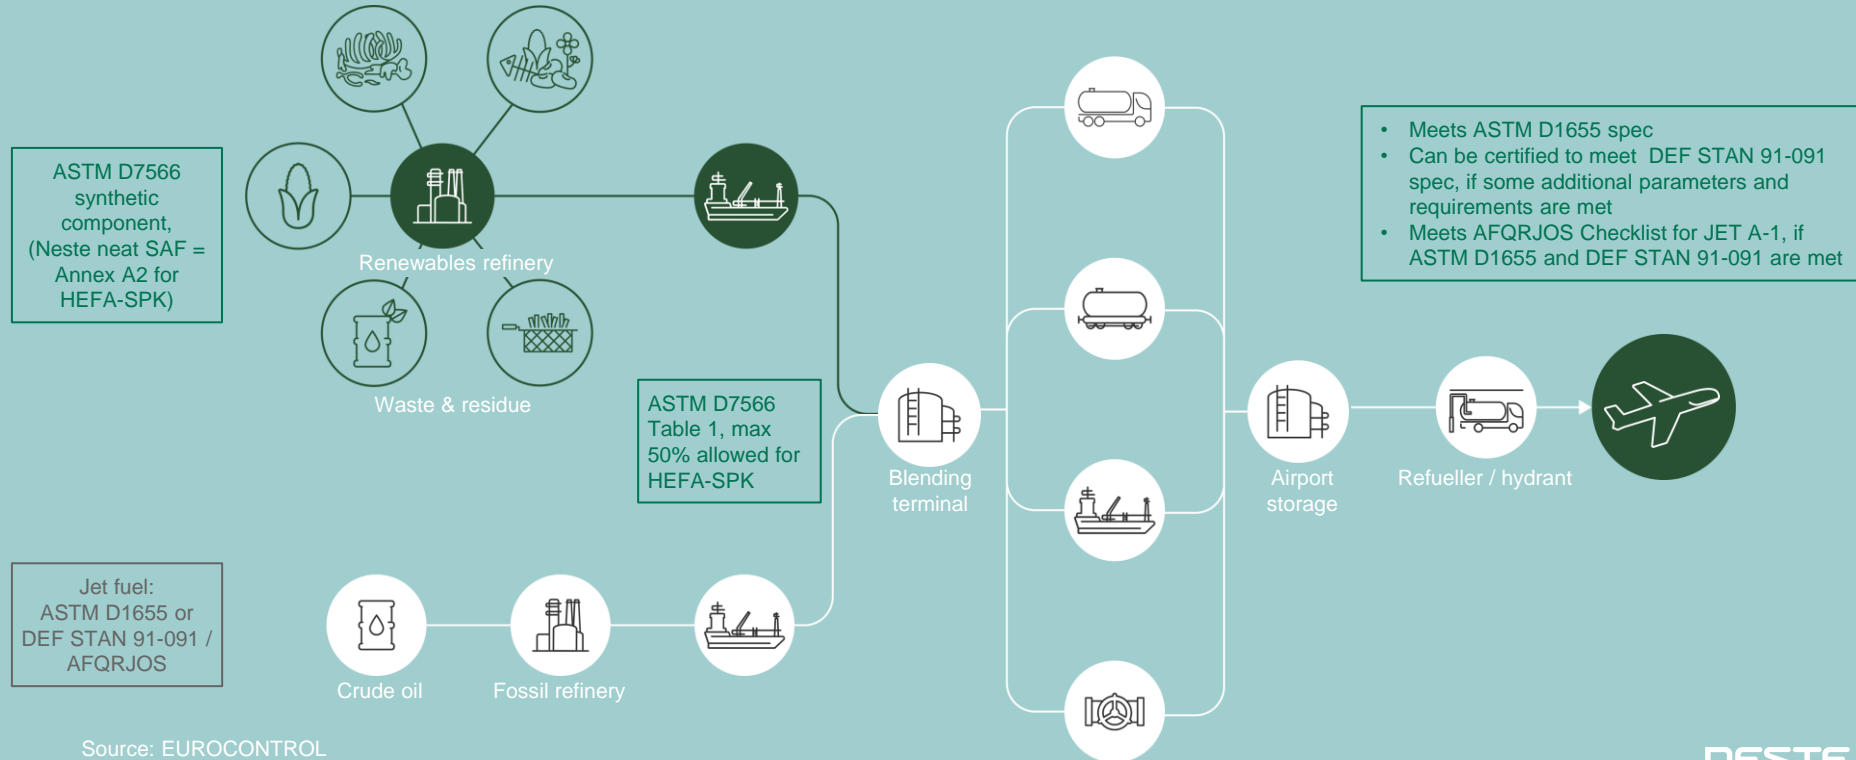 ASTM D7566
synthetic
component,
(Neste neat SAF =
Annex A2 for
HEFA-SPK)
Renewables refinery
Waste & residue
ASTM D7566
Table 1, max
50% allowed for
HEFA-SPK
Jet fuel:
ASTM D1655 or
DEF STAN 91-091 /
AFQRJOS
Crude oil
Fossil refinery
Blending
terminal
Airport
storage
Refueller / hydrant
• Meets ASTM D1655 spec
• Can be certified to meet DEF STAN 91-091
spec, if some additional parameters and
requirements are met
• Meets AFQRJOS Checklist for JET A-1, if
ASTM D1655 and DEF STAN 91-091 are met
Source: EUROCONTROL
NESTE